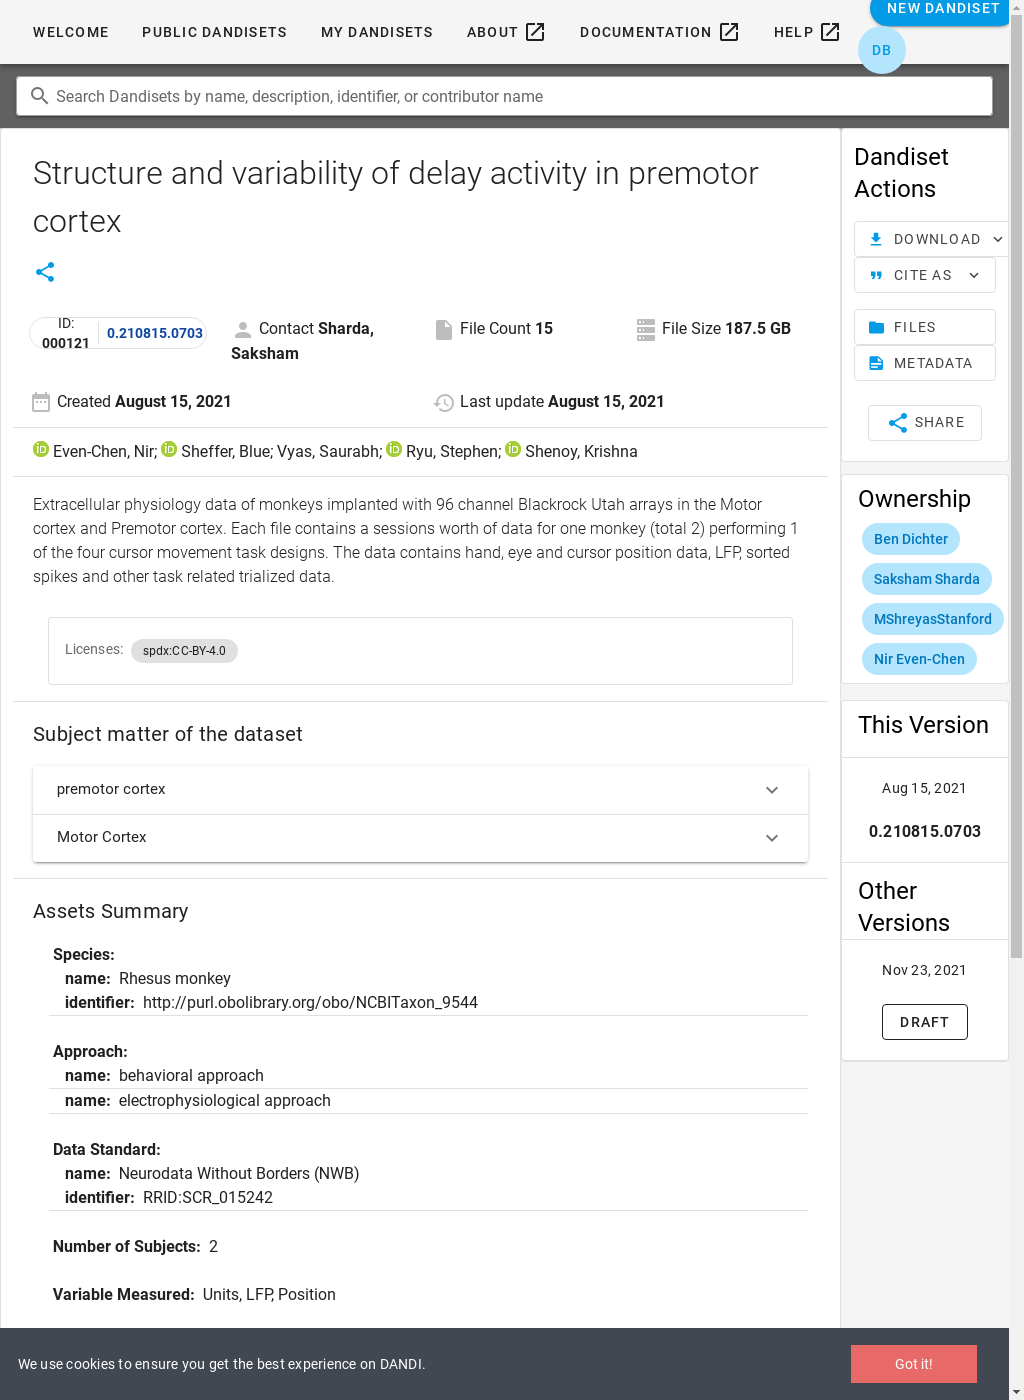 WELCOME PUBLIC DANDISETS MY DANDISETS ABOUT DOCUMENTATION HELP
NEW DANDISET
DB
Search Dandisets by name, description, identifier, or contributor name
Structure and variability of delay activity in premotor
cortex
ID:
000121
0.210815.0703
Contact Sharda,
Saksham
File Count 15
File Size 187.5 GB
Created August 15, 2021
Last update August 15, 2021
Even-Chen, Nir; Sheffer, Blue; Vyas, Saurabh; Ryu, Stephen; Shenoy, Krishna
Extracellular physiology data of monkeys implanted with 96 channel Blackrock Utah arrays in the Motor
cortex and Premotor cortex. Each file contains a sessions worth of data for one monkey (total 2) performing 1
of the four cursor movement task designs. The data contains hand, eye and cursor position data, LFP, sorted
spikes and other task related trialized data.
Licenses: spdx:CC-BY-4.0
Subject matter of the dataset
premotor cortex
Motor Cortex
Assets Summary
Species:
name: Rhesus monkey
identifier: http://purl.obolibrary.org/obo/NCBITaxon_9544
Approach:
name: behavioral approach
name: electrophysiological approach
Data Standard:
name: Neurodata Without Borders (NWB)
identifier: RRID:SCR_015242
Number of Subjects: 2
Variable Measured: Units, LFP, Position
Dandiset
Actions
DOWNLOAD
CITE AS
FILES
METADATA
SHARE
Ownership
Ben Dichter
Saksham Sharda
MShreyasStanford
Nir Even-Chen
This Version
Aug 15, 2021
0.210815.0703
Other
Versions
Nov 23, 2021
DRAFT
We use cookies to ensure you get the best experience on DANDI.
Got it!